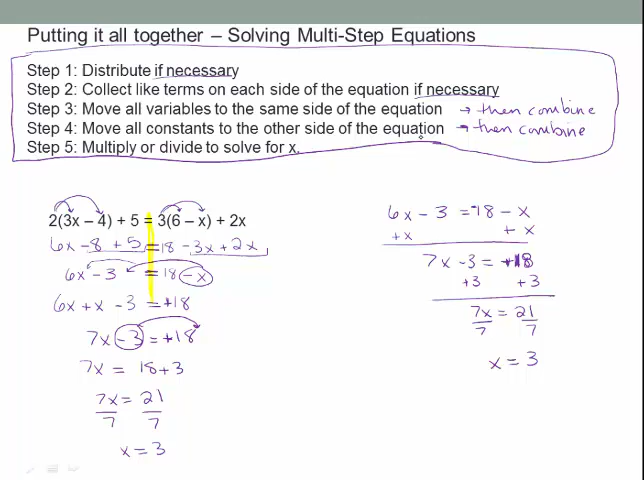 Putting it all together – Solving Multi-Step Equations
Step 1: Distribute if necessary
Step 2: Collect like terms on each side of the equation if necessary
Step 3: Move all variables to the same side of the equation → then combine
Step 4: Move all constants to the other side of the equation → then combine
Step 5: Multiply or divide to solve for x.
2(3x – 4) + 5 = 3(6 – x) + 2x
6x - 8 + 5 = 18 - 3x + 2x
6x - 3 = 18 - x
6x + x - 3 = +18
7x - 3 = +18
7x = 18 + 3
7x = 21
7 7
x = 3
6x - 3 = 18 - x
+x + x
7x - 3 = +18
+3 +3
7x = 21
7 7
x = 3